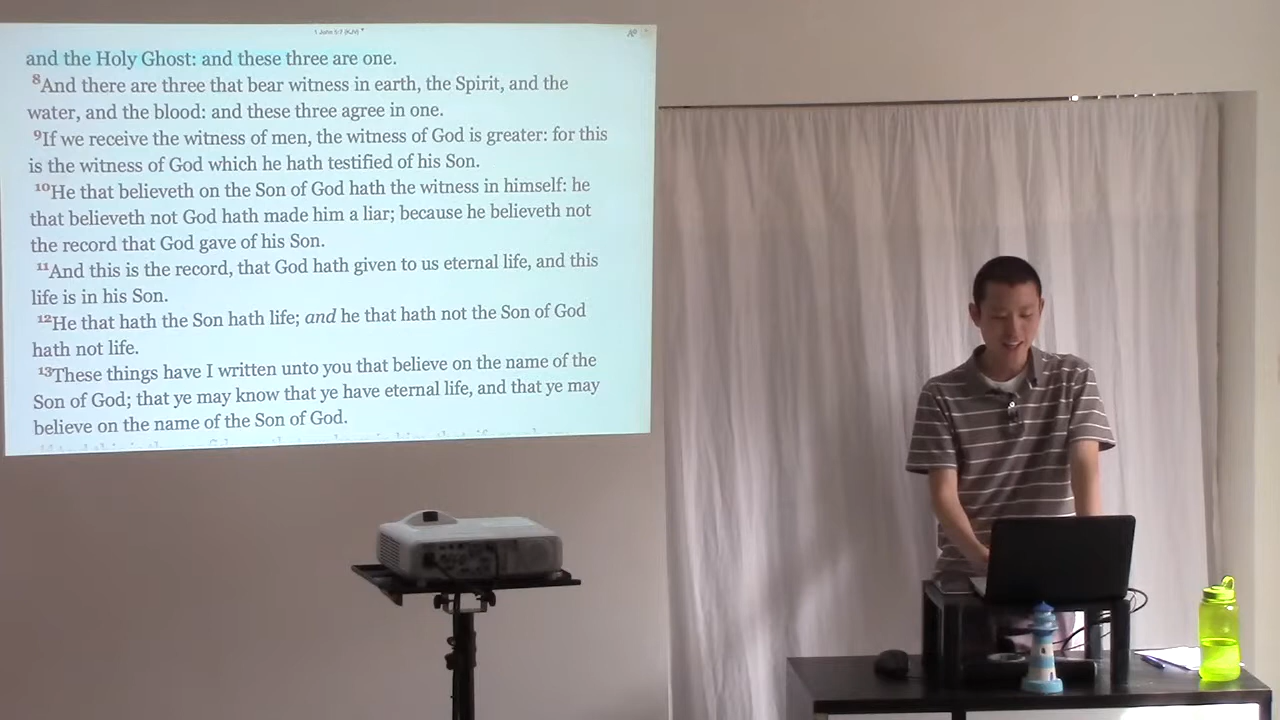 1 John 5:7 (KJV)
and the Holy Ghost: and these three are one.
8And there are three that bear witness in earth, the Spirit, and the
water, and the blood: and these three agree in one.
9If we receive the witness of men, the witness of God is greater: for this
is the witness of God which he hath testified of his Son.
10He that believeth on the Son of God hath the witness in himself: he
that believeth not God hath made him a liar; because he believeth not
the record that God gave of his Son.
11And this is the record, that God hath given to us eternal life, and this
life is in his Son.
12He that hath the Son hath life; and he that hath not the Son of God
hath not life.
13These things have I written unto you that believe on the name of the
Son of God; that ye may know that ye have eternal life, and that ye may
believe on the name of the Son of God.